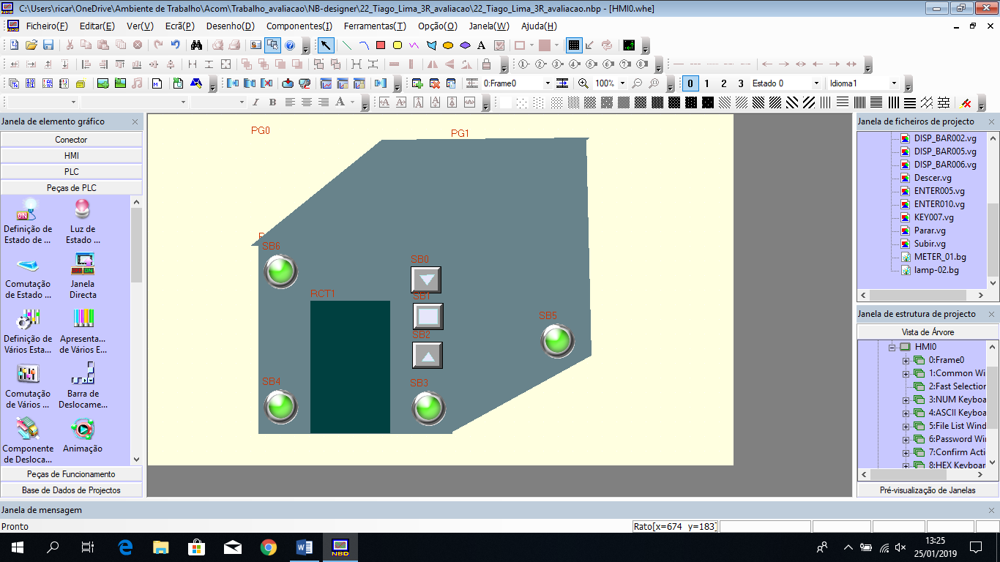 C:\Users\ricar\OneDrive\Ambiente de Trabalho\Acom\Trabalho_avaliacao\NB-designer\22_Tiago_Lima_3R_avaliacao\22_Tiago_Lima_3R_avaliacao.nbp - [HMI0.whe]
Ficheiro(F) Editar(E) Ver(V) Ecrã(P) Desenho(D) Componentes(I) Ferramentas(T) Opção(O) Janela(W) Ajuda(H)
A
0:Frame0 100% 0 1 2 3 Estado 0 Idioma1
I B A
Janela de elemento gráfico
Conector
HMI
PLC
Peças de PLC
Definição de Estado de ...
Luz de Estado ...
Comutação de Estado ...
Janela Directa
Definição de Vários Esta...
Apresenta... de Vários E...
Comutação de Vários ...
Barra de Deslocame...
Componente de Desloca...
Animação
Peças de Funcionamento
Base de Dados de Projectos
PG0
PG1
SB6
SB0
SB1
RCT1
SB5
SB2
SB4
SB3
Janela de ficheiros de projecto
DISP_BAR002.vg
DISP_BAR005.vg
DISP_BAR006.vg
Descer.vg
ENTER005.vg
ENTER010.vg
KEY007.vg
Parar.vg
Subir.vg
METER_01.bg
lamp-02.bg
Janela de estrutura de projecto
Vista de Árvore
HMI0
0:Frame0
1:Common Wi
2:Fast Selection
3:NUM Keyboa
4:ASCII Keyboa
5:File List Wind
6:Password Wi
7:Confirm Acti
8:HEX Keyboar
Pré-visualização de Janelas
Janela de mensagem
Pronto
Rato[x=674 y=183]
NBD
13:25
25/01/2019